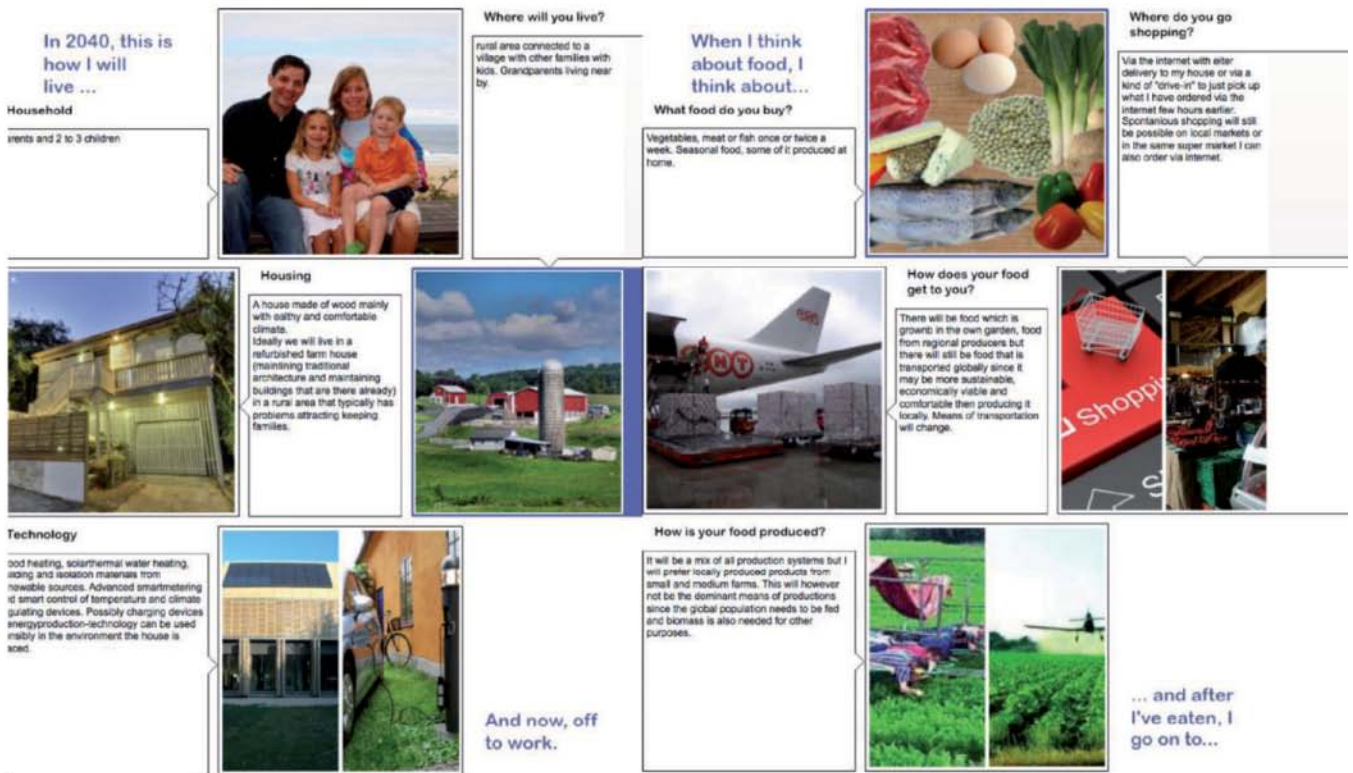 In 2040, this is
how I will
live ...
Household
arents and 2 to 3 children
Where will you live?
rural area connected to a
village with other families with
kids. Grandparents living near
by.
Housing
A house made of wood mainly
with ealthy and comfortable
climate.
Ideally we will live in a
refurbished farm house
(maintining traditional
architecture and maintaining
buildings that are there already)
in a rural area that typically has
problems attracting keeping
families.
Technology
ood heating, solarthermal water heating,
ilding and isolation materials from
newable sources. Advanced smartmetering
nd smart control of temperature and climate
gulating devices. Possibly charging devices
energyproduction-technology can be used
nsibly in the environment the house is
aced.
And now, off
to work.
When I think
about food, I
think about...
What food do you buy?
Vegetables, meat or fish once or twice a
week. Seasonal food, some of it produced at
home.
Where do you go
shopping?
Via the internet with eiter
delivery to my house or via a
kind of "drive-in" to just pick up
what I have ordered via the
internet few hours earlier.
Spontanious shopping will still
be possible on local markets or
in the same super market I can
also order via internet.
How does your food
get to you?
There will be food which is
grownb in the own garden, food
from regional producers but
there will still be food that is
transported globally since it
may be more sustainable,
economically viable and
comfortable then producing it
locally. Means of transportation
will change.
TNT
Shoppin
How is your food produced?
It will be a mix of all production systems but I
will prefer locally produced products from
small and medium farms. This will however
not be the dominant means of productions
since the global population needs to be fed
and biomass is also needed for other
purposes.
... and after
I've eaten, I
go on to...